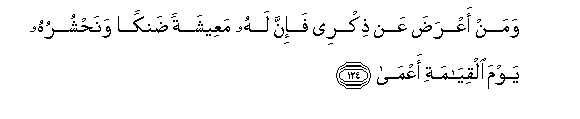 وَمَنْ أَعْرَضَ عَن ذِكْرِى فَإِنَّ لَهُۥ مَعِيشَةً ضَنكًا وَنَحْشُرُهُۥ
يَوْمَ ٱلْقِيَـٰمَةِ أَعْمَىٰ ١٢٤